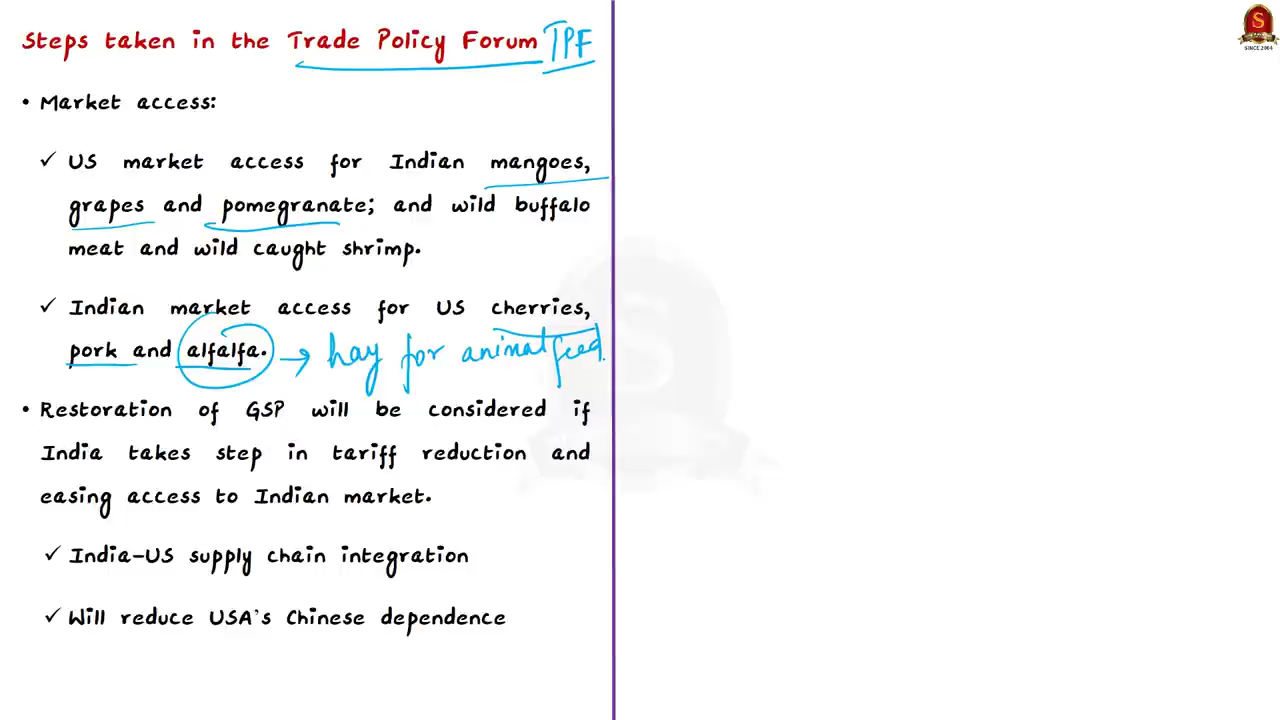 Steps taken in the Trade Policy Forum TPF
• Market access:
✓ US market access for Indian mangoes,
grapes and pomegranate; and wild buffalo
meat and wild caught shrimp.
✓ Indian market access for US cherries,
pork and alfalfa. → hay for animal feed.
• Restoration of GSP will be considered if
India takes step in tariff reduction and
easing access to Indian market.
✓ India-US supply chain integration
✓ Will reduce USA's Chinese dependence
S
SINCE 2004